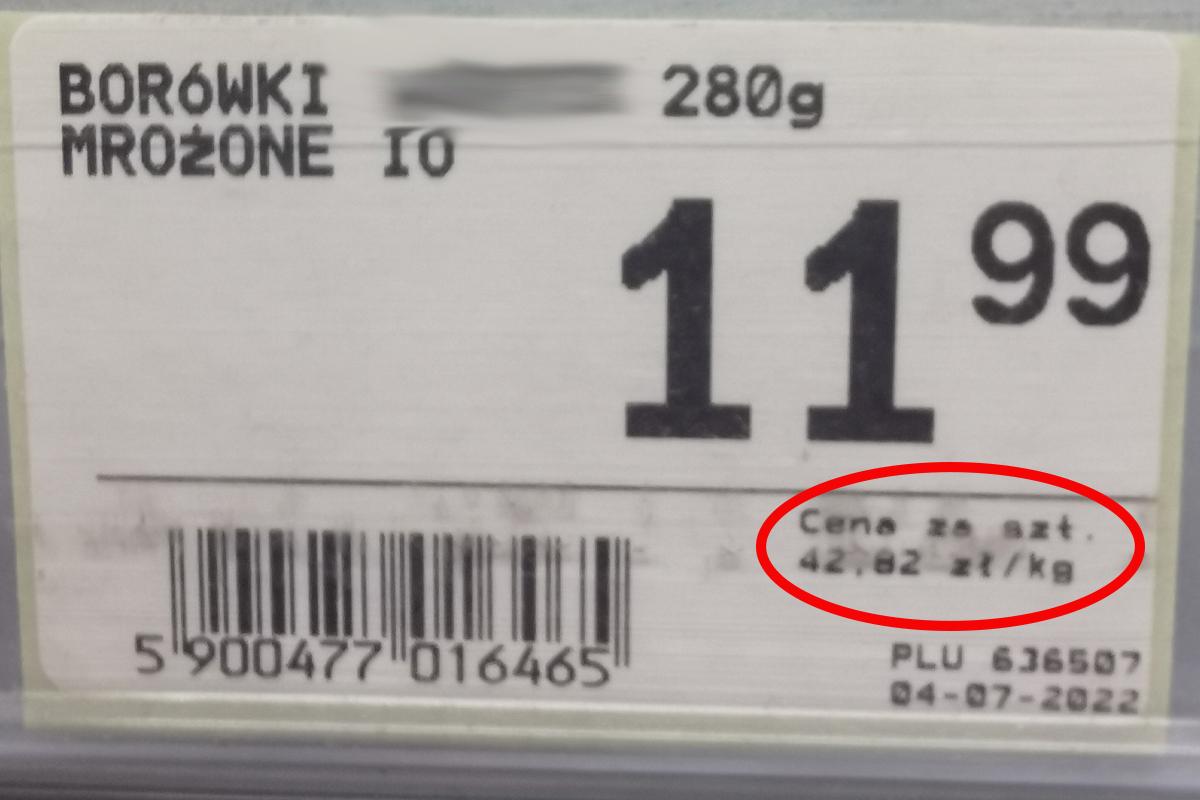 BORóWKI 280g
MROżONE IO
11 99
Cena za szt.
42,82 zł/kg
5 900477 016465
PLU 636507
04-07-2022